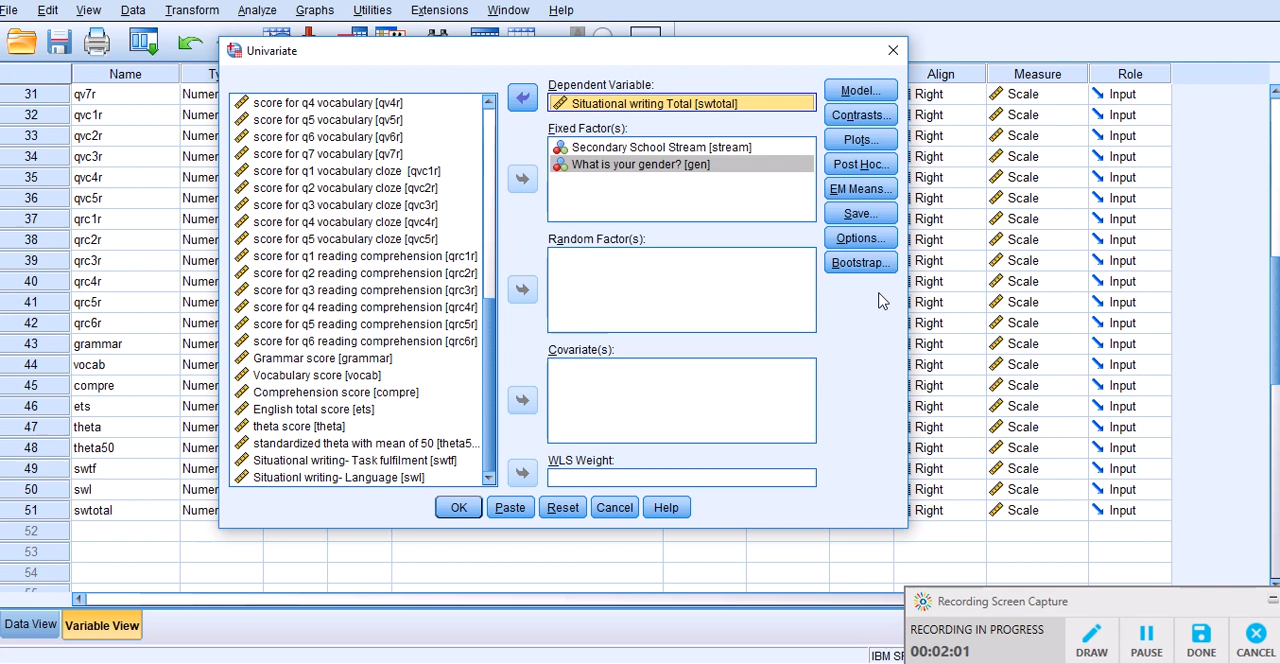 File Edit View Data Transform Analyze Graphs Utilities Extensions Window Help
Univariate
Name
Align Measure Role
31 qv7r Numer Right Scale Input
32 qvc1r Numer Right Scale Input
33 qvc2r Numer Right Scale Input
34 qvc3r Numer Right Scale Input
35 qvc4r Numer Right Scale Input
36 qvc5r Numer Right Scale Input
37 qrc1r Numer Right Scale Input
38 qrc2r Numer Right Scale Input
39 qrc3r Numer Right Scale Input
40 qrc4r Numer Right Scale Input
41 qrc5r Numer Right Scale Input
42 qrc6r Numer Right Scale Input
43 grammar Numer Right Scale Input
44 vocab Numer Right Scale Input
45 compre Numer Right Scale Input
46 ets Numer Right Scale Input
47 theta Numer Right Scale Input
48 theta50 Numer Right Scale Input
49 swtf Numer Right Scale Input
50 swl Numer Right Scale Input
51 swtotal Numer Right Scale Input
52
53
54
score for q4 vocabulary [qv4r]
score for q5 vocabulary [qv5r]
score for q6 vocabulary [qv6r]
score for q7 vocabulary [qv7r]
score for q1 vocabulary cloze [qvc1r]
score for q2 vocabulary cloze [qvc2r]
score for q3 vocabulary cloze [qvc3r]
score for q4 vocabulary cloze [qvc4r]
score for q5 vocabulary cloze [qvc5r]
score for q1 reading comprehension [qrc1r]
score for q2 reading comprehension [qrc2r]
score for q3 reading comprehension [qrc3r]
score for q4 reading comprehension [qrc4r]
score for q5 reading comprehension [qrc5r]
score for q6 reading comprehension [qrc6r]
Grammar score [grammar]
Vocabulary score [vocab]
Comprehension score [compre]
English total score [ets]
theta score [theta]
standardized theta with mean of 50 [theta5...
Situational writing- Task fulfilment [swtf]
Situationl writing- Language [swl]
Dependent Variable:
Situational writing Total [swtotal]
Fixed Factor(s):
Secondary School Stream [stream]
What is your gender? [gen]
Random Factor(s):
Covariate(s):
WLS Weight:
Model...
Contrasts...
Plots...
Post Hoc...
EM Means...
Save...
Options...
Bootstrap...
OK Paste Reset Cancel Help
Data View Variable View
IBM SP
Recording Screen Capture
RECORDING IN PROGRESS
00:02:01
DRAW PAUSE DONE CANCEL